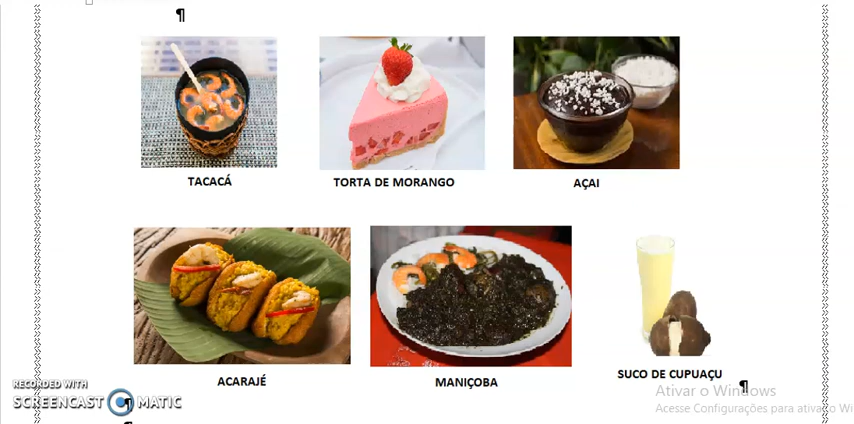 ¶
TACACÁ
TORTA DE MORANGO
AÇAI
ACARAJÉ
MANIÇOBA
SUCO DE CUPUAÇU
¶
Ativar o Windows
Acesse Configurações para ativar o Wi
RECORDED WITH
SCREENCAST MATIC
¶